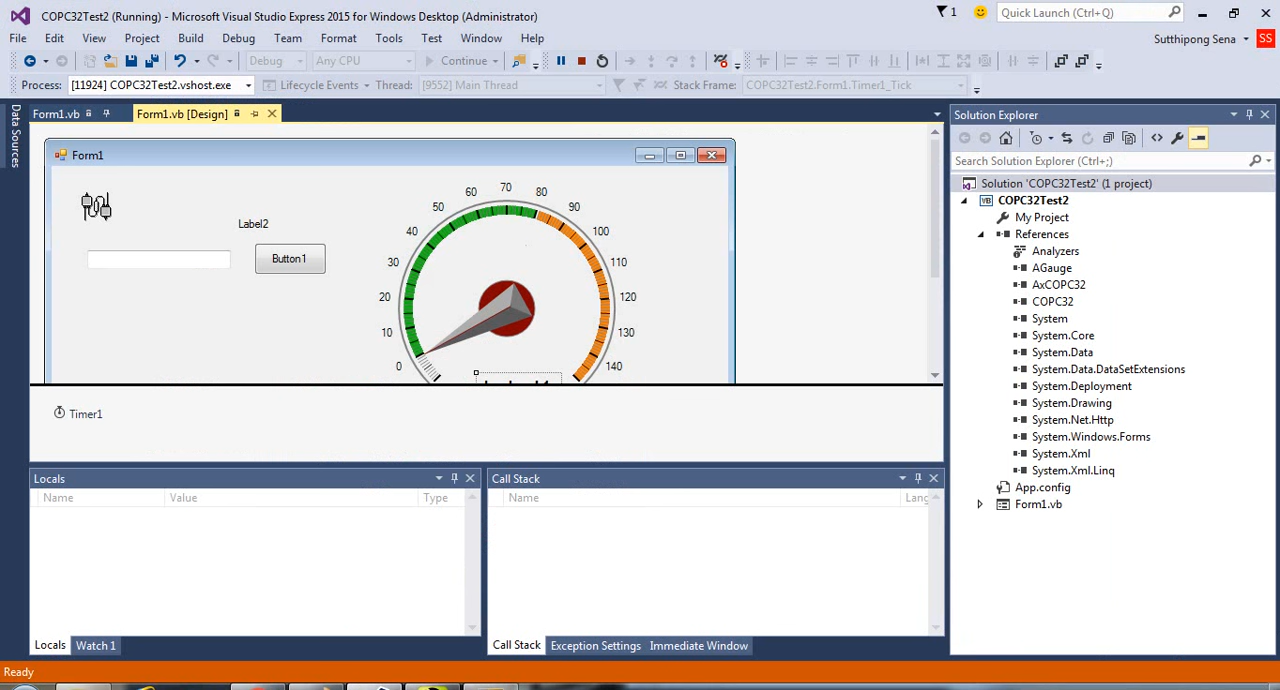 COPC32Test2 (Running) - Microsoft Visual Studio Express 2015 for Windows Desktop (Administrator)
1
Quick Launch (Ctrl+Q)
File Edit View Project Build Debug Team Format Tools Test Window Help
Sutthipong Sena
SS
Debug Any CPU Continue
Process: [11924] COPC32Test2.vshost.exe Lifecycle Events Thread: [9552] Main Thread Stack Frame: COPC32Test2.Form1.Timer1_Tick
Data Sources
Form1.vb Form1.vb [Design]
Form1
Label2
Button1
0
10
20
30
40
50
60
70
80
90
100
110
120
130
140
Timer1
Locals
Name Value Type
Locals Watch 1
Call Stack
Name Lang
Call Stack Exception Settings Immediate Window
Solution Explorer
Search Solution Explorer (Ctrl+;)
Solution 'COPC32Test2' (1 project)
VB COPC32Test2
My Project
References
Analyzers
AGauge
AxCOPC32
COPC32
System
System.Core
System.Data
System.Data.DataSetExtensions
System.Deployment
System.Drawing
System.Net.Http
System.Windows.Forms
System.Xml
System.Xml.Linq
App.config
Form1.vb
Ready